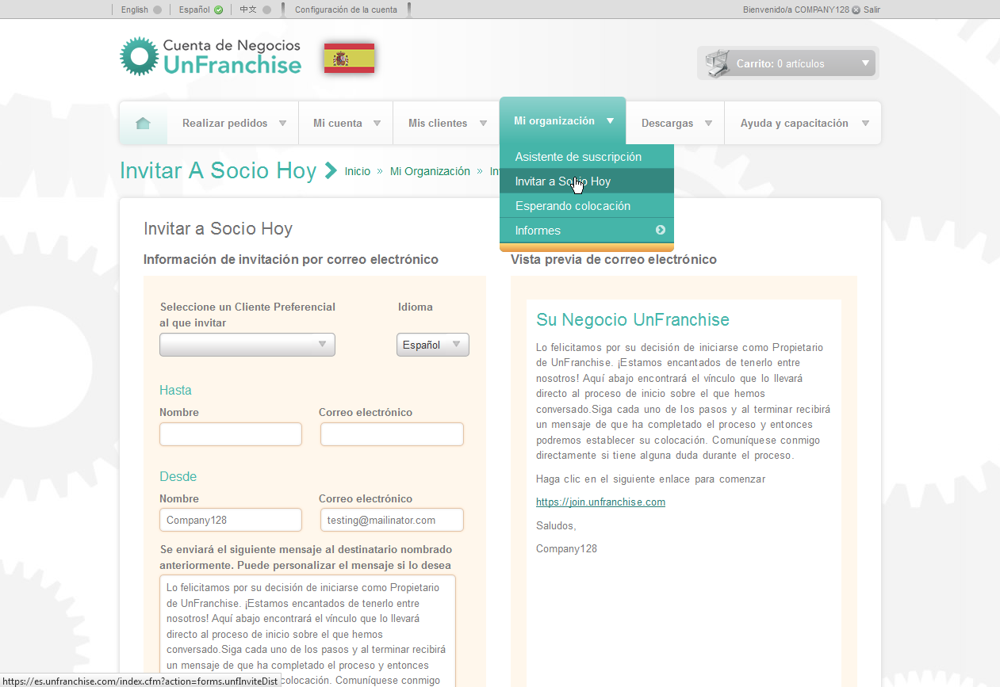 English
Español
中文
Configuración de la cuenta
Bienvenido/a COMPANY128
Salir
Cuenta de Negocios
UnFranchise
Carrito: 0 artículos
Realizar pedidos
Mi cuenta
Mis clientes
Mi organización
Descargas
Ayuda y capacitación
Asistente de suscripción
Invitar a Socio Hoy
Esperando colocación
Informes
Invitar A Socio Hoy
Inicio » Mi Organización »
Invitar a Socio Hoy
Información de invitación por correo electrónico
Seleccione un Cliente Preferencial
al que invitar
Idioma
Español
Hasta
Nombre
Correo electrónico
Desde
Nombre
Correo electrónico
Company128
testing@mailinator.com
Se enviará el siguiente mensaje al destinatario nombrado
anteriormente. Puede personalizar el mensaje si lo desea
Lo felicitamos por su decisión de iniciarse como Propietario
de UnFranchise. ¡Estamos encantados de tenerlo entre
nosotros! Aquí abajo encontrará el vínculo que lo llevará
directo al proceso de inicio sobre el que hemos
conversado.Siga cada uno de los pasos y al terminar recibirá
un mensaje de que ha completado el proceso y entonces
colocación. Comuníquese conmigo
Vista previa de correo electrónico
Su Negocio UnFranchise
Lo felicitamos por su decisión de iniciarse como Propietario
de UnFranchise. ¡Estamos encantados de tenerlo entre
nosotros! Aquí abajo encontrará el vínculo que lo llevará
directo al proceso de inicio sobre el que hemos
conversado.Siga cada uno de los pasos y al terminar recibirá
un mensaje de que ha completado el proceso y entonces
podremos establecer su colocación. Comuníquese conmigo
directamente si tiene alguna duda durante el proceso.
Haga clic en el siguiente enlace para comenzar
https://join.unfranchise.com
Saludos,
Company128
https://es.unfranchise.com/index.cfm?action=forms.unfInviteDist